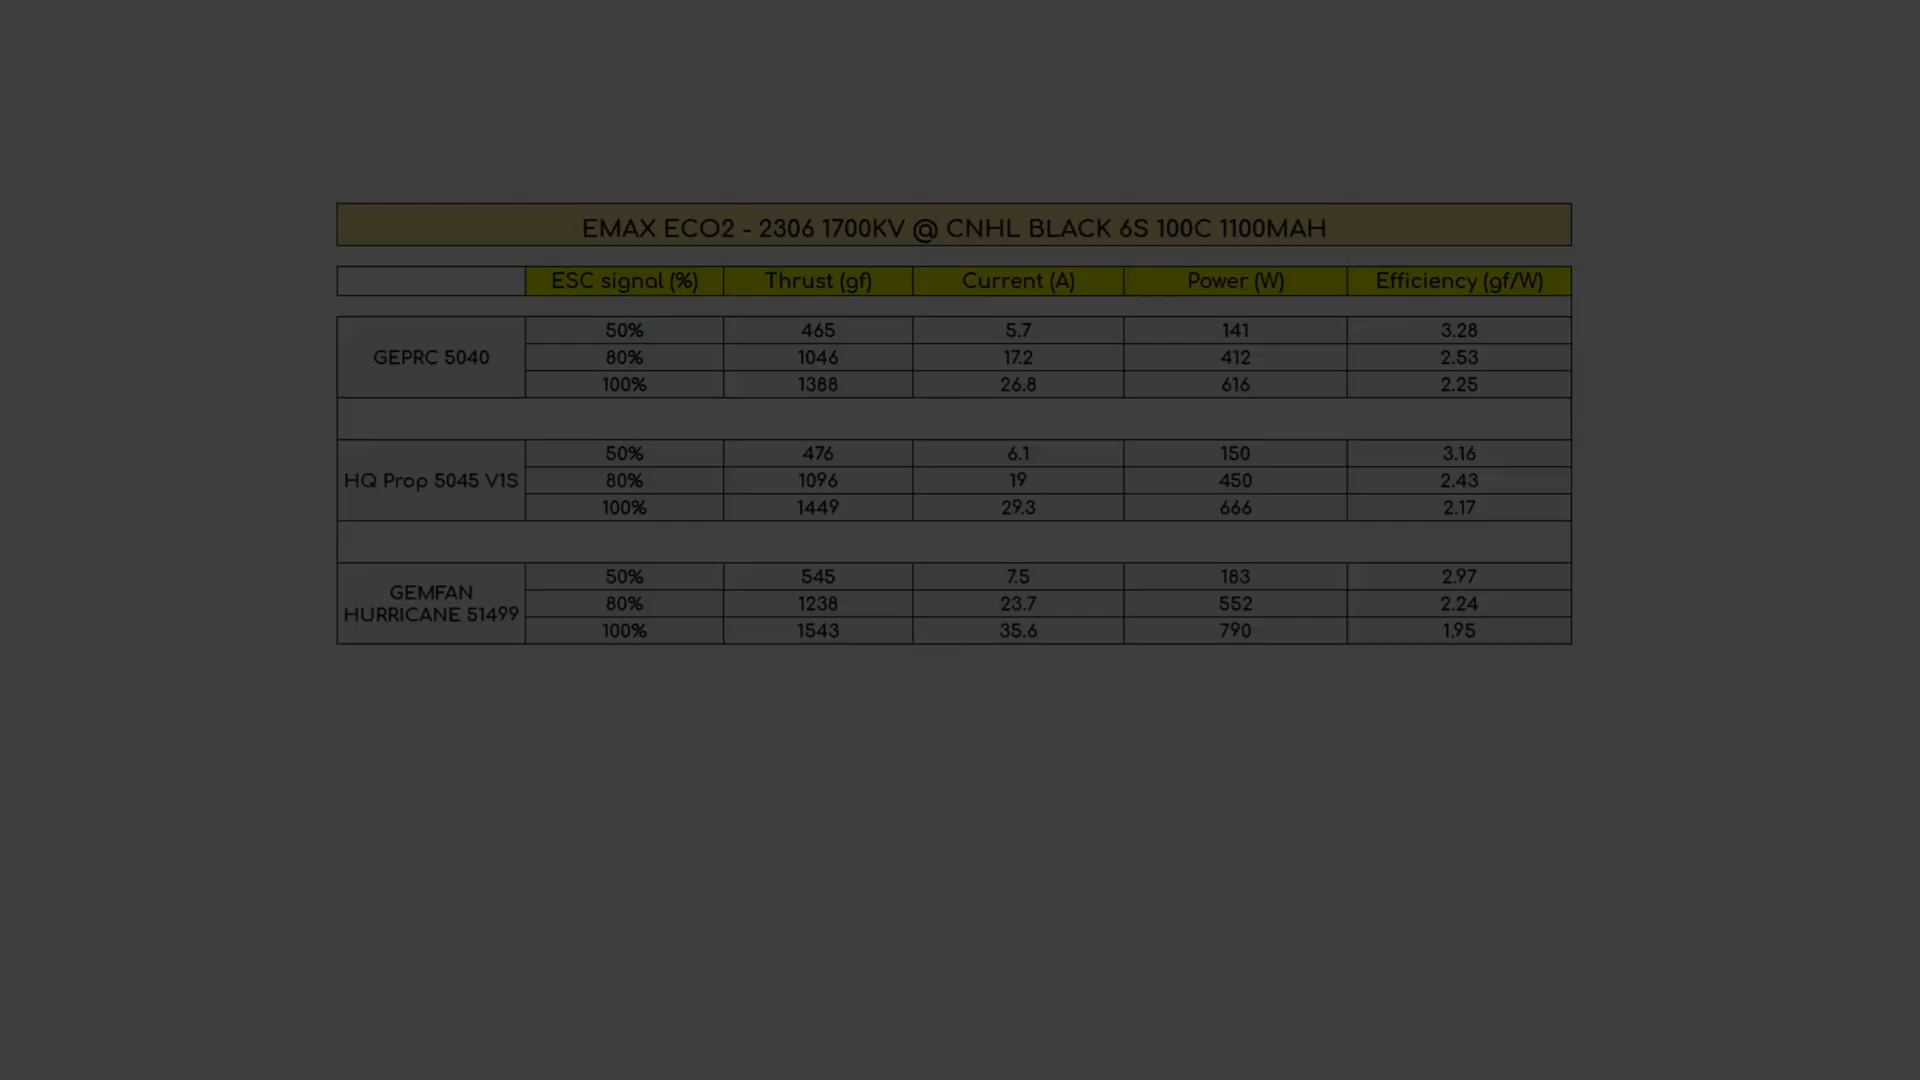 EMAX ECO2 - 2306 1700KV @ CNHL BLACK 6S 100C 1100MAH
ESC signal (%) Thrust (gf) Current (A) Power (W) Efficiency (gf/W)
GEPRC 5040
50% 465 5.7 141 3.28
80% 1046 17.2 412 2.53
100% 1388 26.8 616 2.25
HQ Prop 5045 V1S
50% 476 6.1 150 3.16
80% 1096 19 450 2.43
100% 1449 29.3 666 2.17
GEMFAN
HURRICANE 51499
50% 545 7.5 183 2.97
80% 1238 23.7 552 2.24
100% 1543 35.6 790 1.95